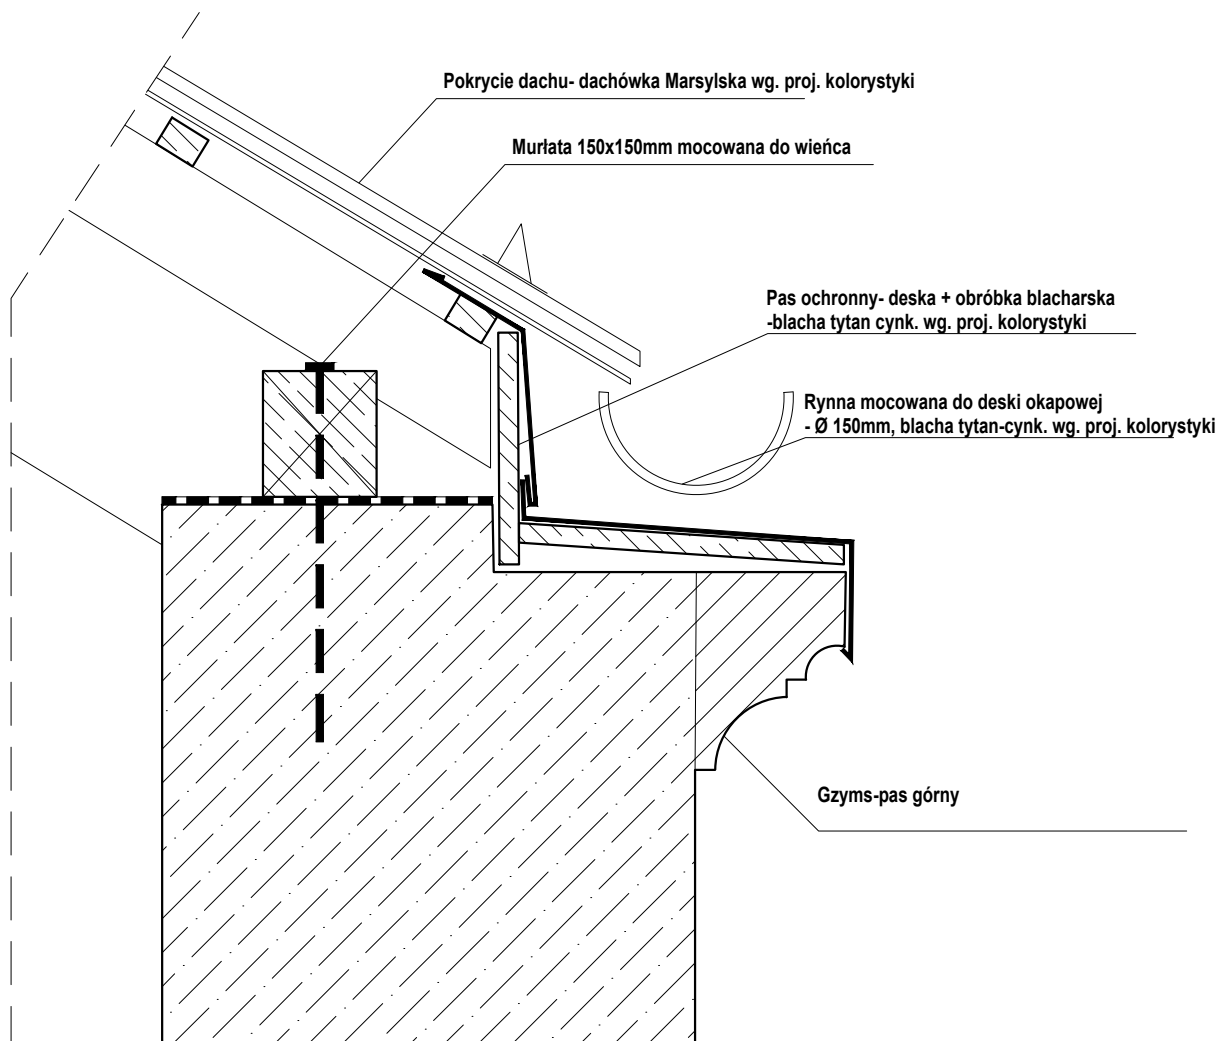 Pokrycie dachu- dachówka Marsylska wg. proj. kolorystyki
Murłata 150x150mm mocowana do wieńca
Pas ochronny- deska + obróbka blacharska
-blacha tytan cynk. wg. proj. kolorystyki
Rynna mocowana do deski okapowej
- Ø 150mm, blacha tytan-cynk. wg. proj. kolorystyki
Gzyms-pas górny